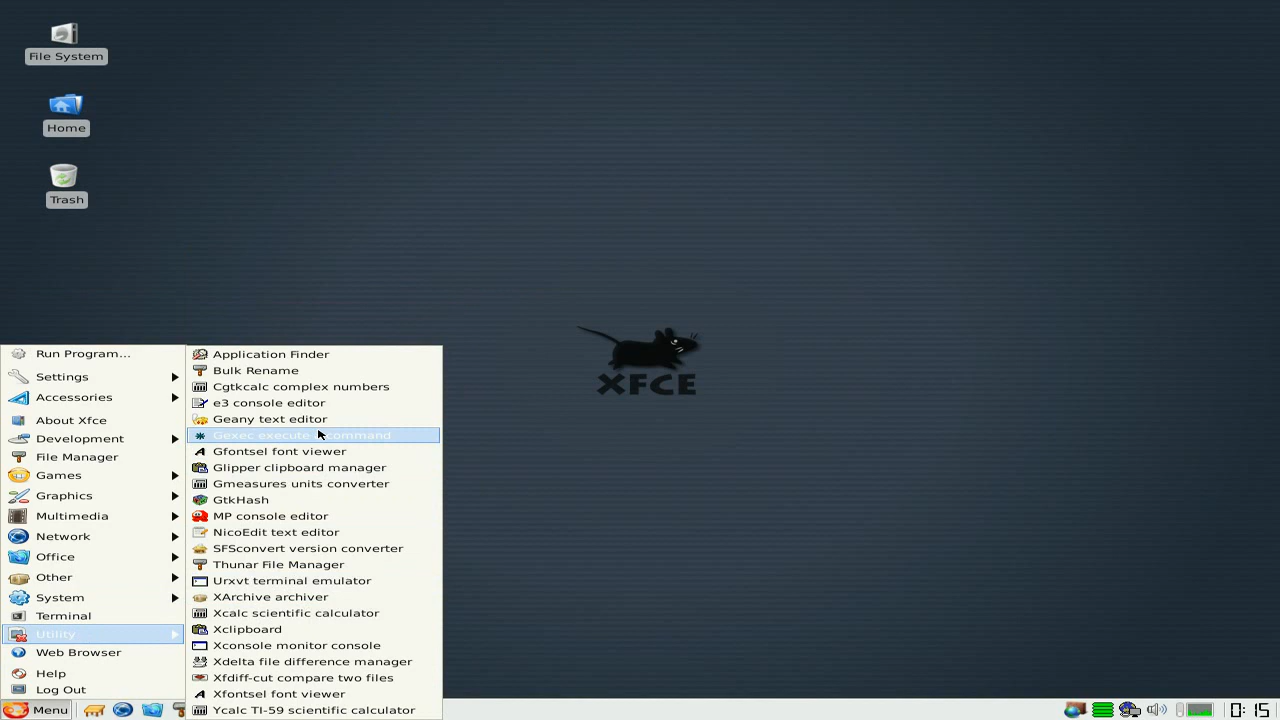 File System
Home
Trash
XFCE
Run Program...
Settings
Accessories
About Xfce
Development
File Manager
Games
Graphics
Multimedia
Network
Office
Other
System
Terminal
Utility
Web Browser
Help
Log Out
Menu
Application Finder
Bulk Rename
Cgtkcalc complex numbers
e3 console editor
Geany text editor
Gexec execute a command
Gfontsel font viewer
Glipper clipboard manager
Gmeasures units converter
GtkHash
MP console editor
NicoEdit text editor
SFSconvert version converter
Thunar File Manager
Urxvt terminal emulator
XArchive archiver
Xcalc scientific calculator
Xclipboard
Xconsole monitor console
Xdelta file difference manager
Xfdiff-cut compare two files
Xfontsel font viewer
Ycalc TI-59 scientific calculator
0:15